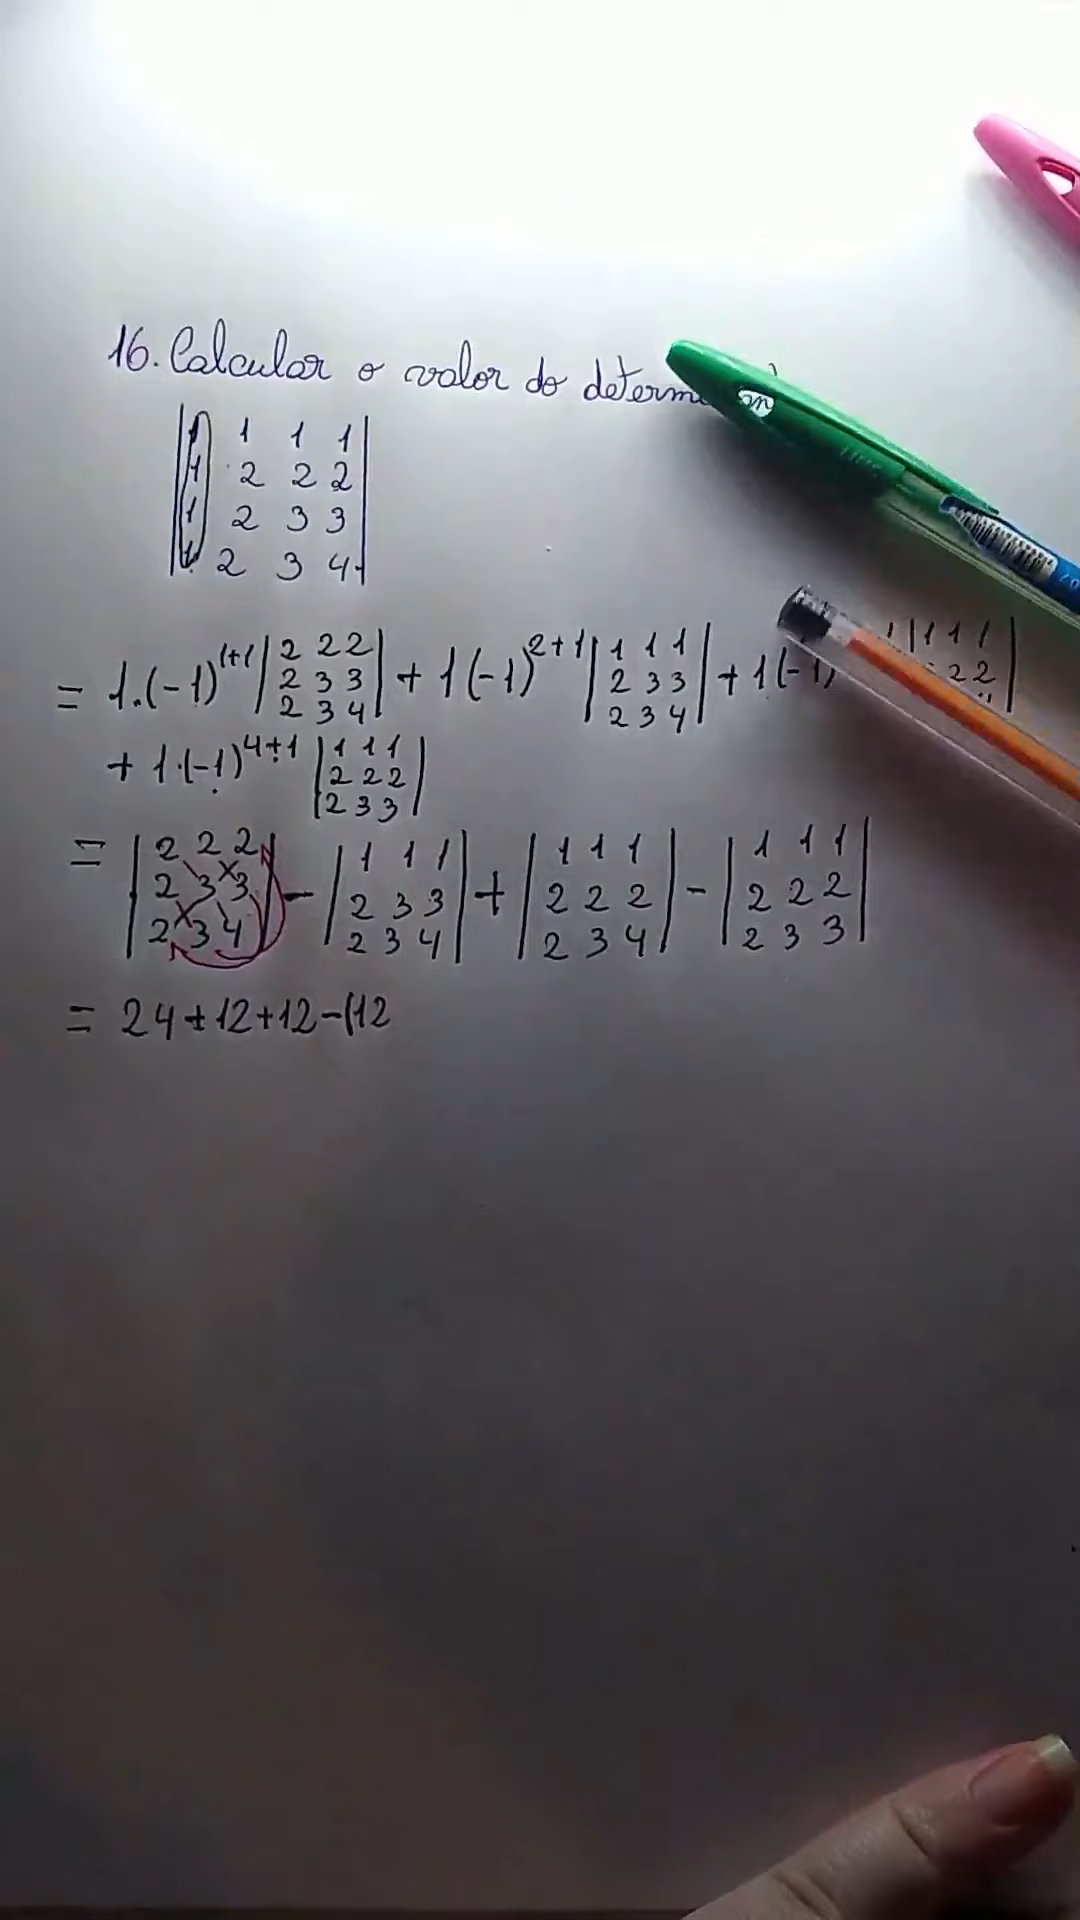 16. Calcular o valor do determ
1 1 1 1
1 2 2 2
1 2 3 3
1 2 3 4
= 1.(-1)^1+1 |2 2 2| + 1(-1)^2+1 |1 1 1| + 1(-1) |1 1 1|
|2 3 3| |2 3 3| 2 2|
|2 3 4| |2 3 4|
+ 1.(-1)^4+1 |1 1 1|
|2 2 2|
|2 3 3|
= |2 2 2| - |1 1 1| + |1 1 1| - |1 1 1|
|2 3 3| |2 3 3| |2 2 2| |2 2 2|
|2 3 4| |2 3 4| |2 3 4| |2 3 3|
= 24+12+12-(12